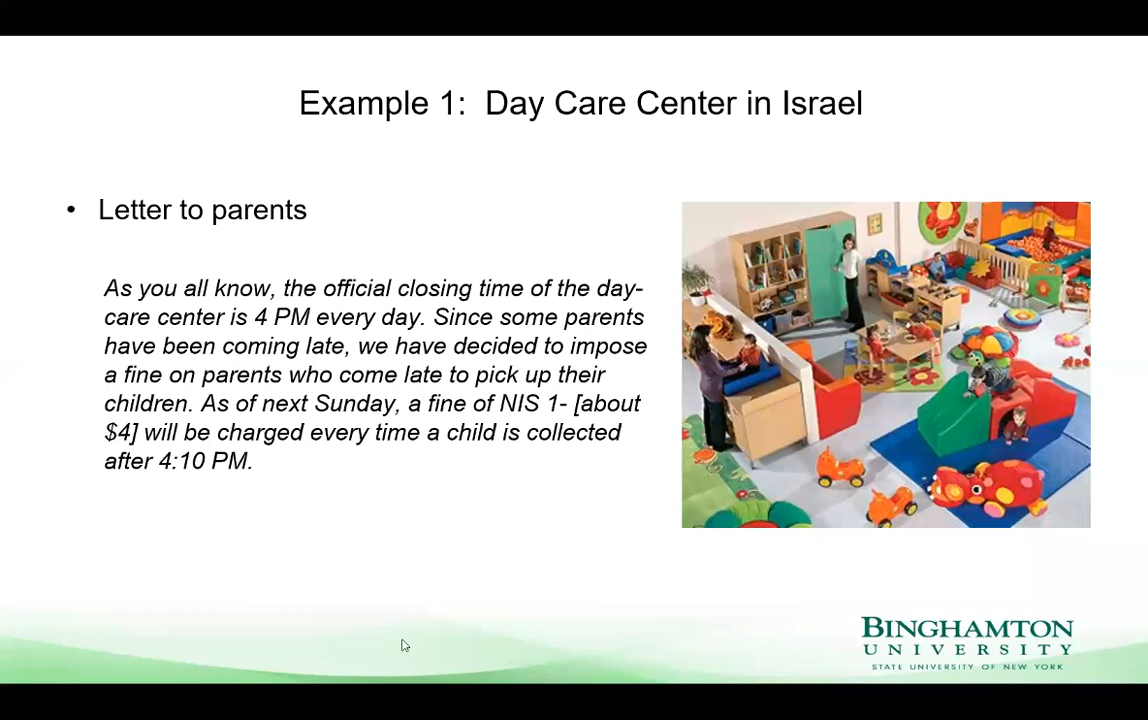 Example 1: Day Care Center in Israel
• Letter to parents
As you all know, the official closing time of the day-
care center is 4 PM every day. Since some parents
have been coming late, we have decided to impose
a fine on parents who come late to pick up their
children. As of next Sunday, a fine of NIS 1- [about
$4] will be charged every time a child is collected
after 4:10 PM.
BINGHAMTON
UNIVERSITY
STATE UNIVERSITY OF NEW YORK